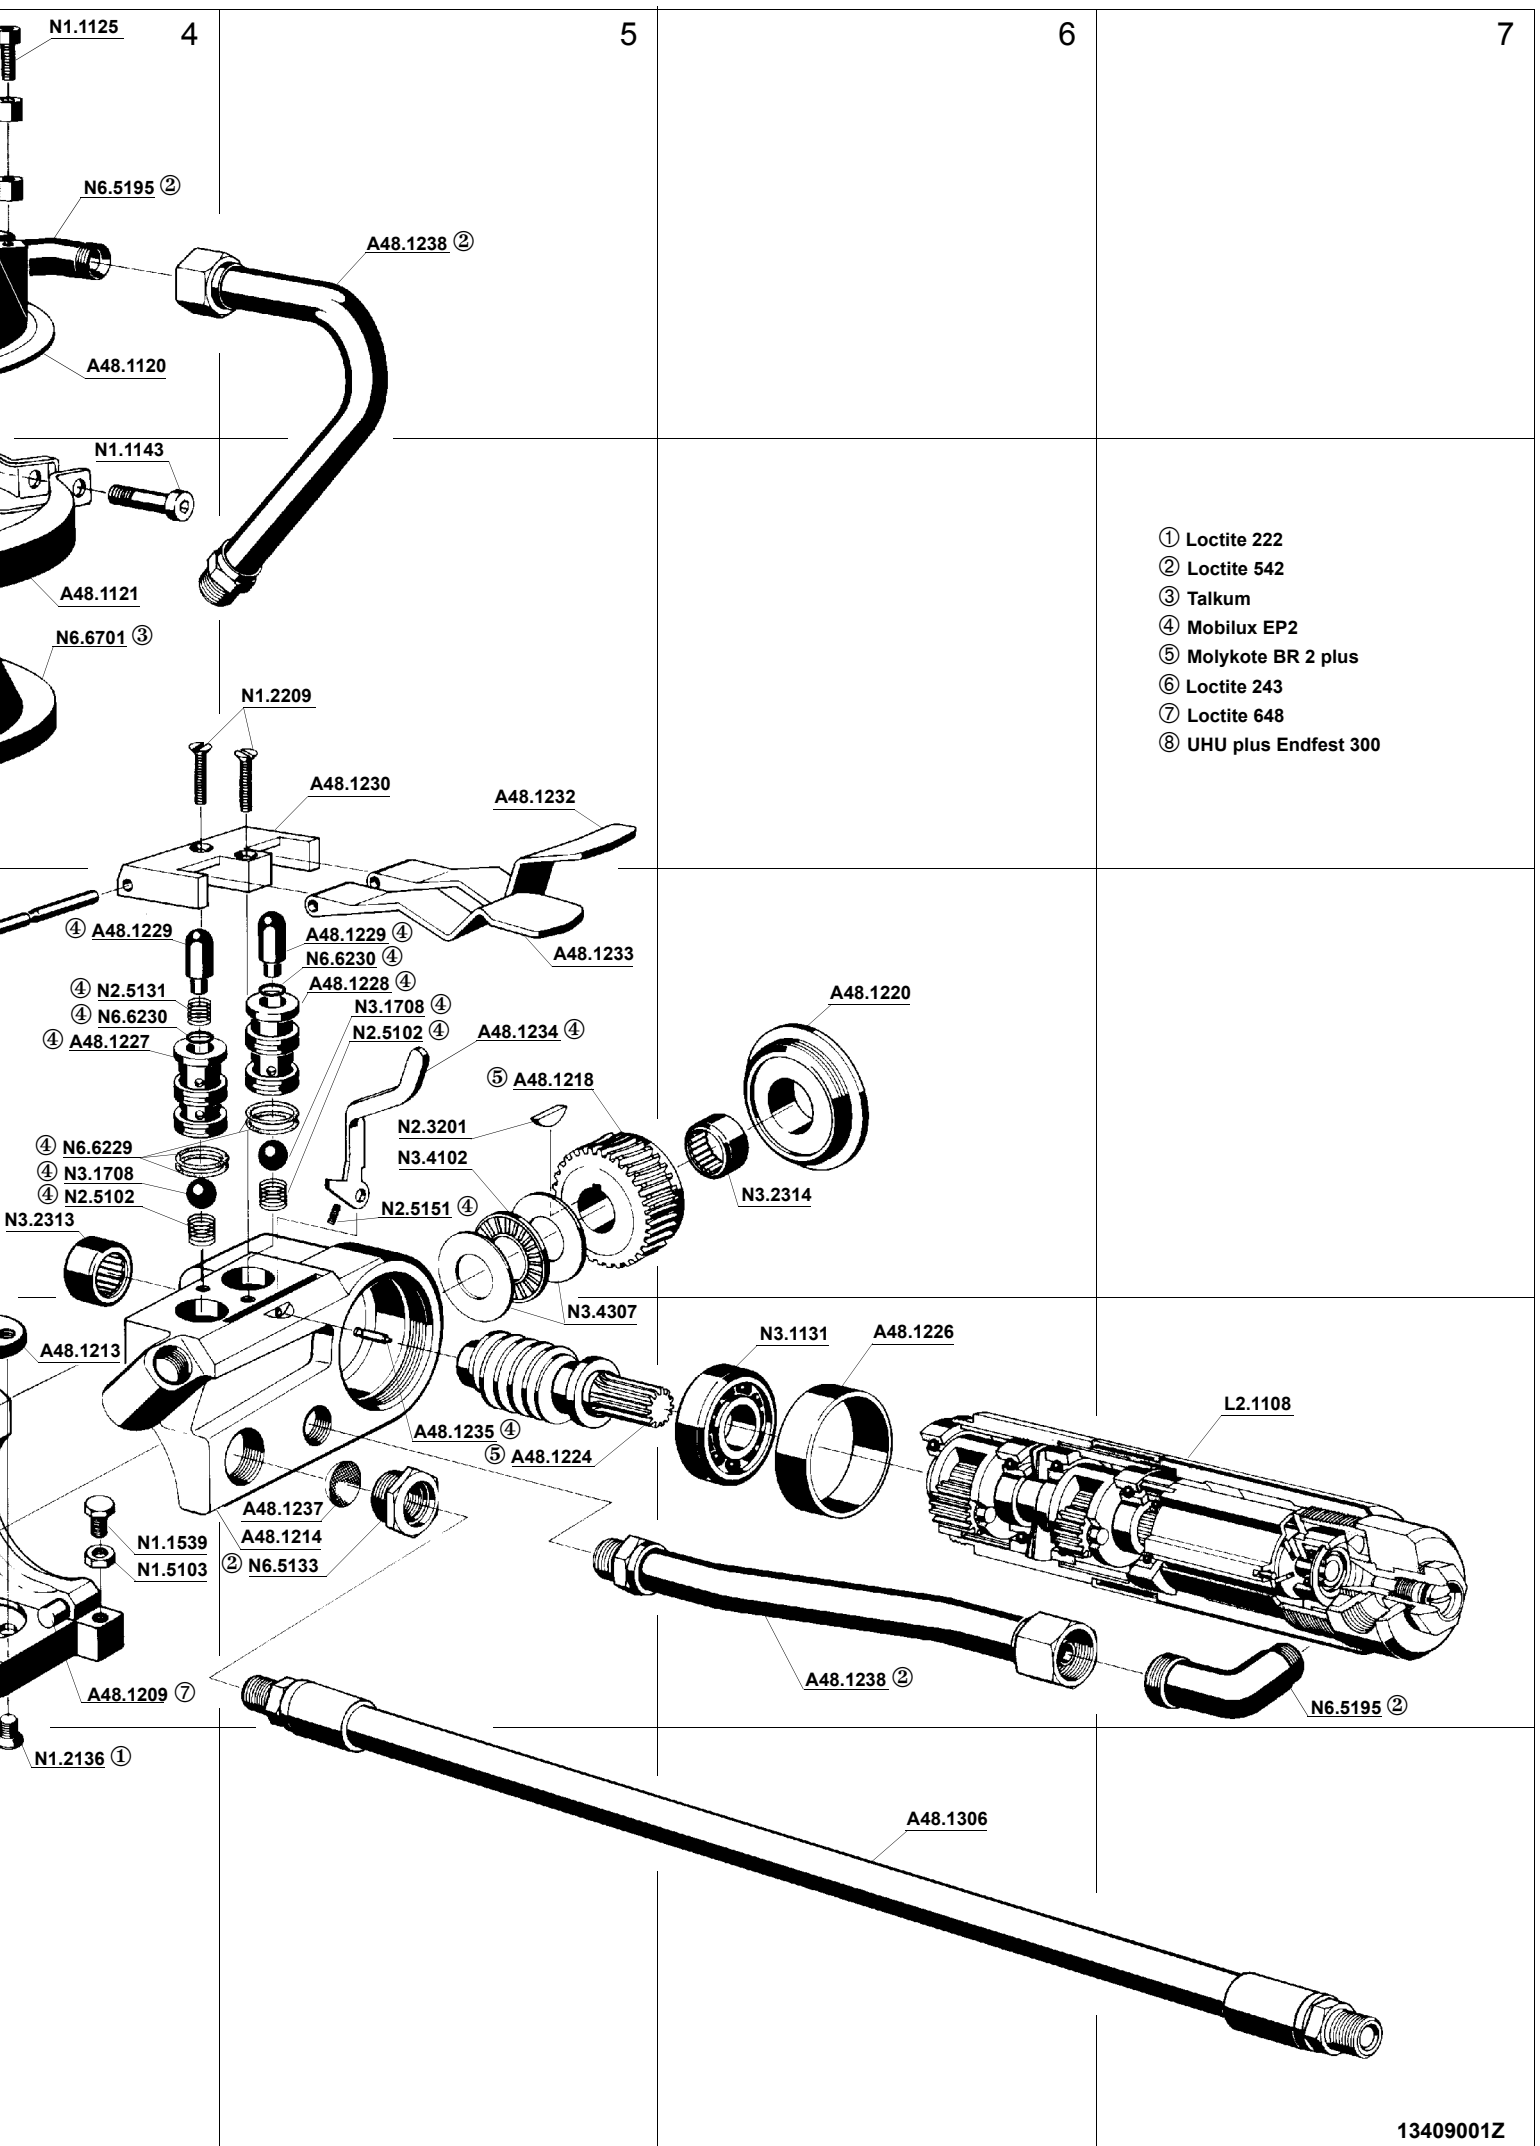 4
5
6
7
N1.1125
N6.5195 ②
A48.1238 ②
A48.1120
N1.1143
A48.1121
N6.6701 ③
① Loctite 222
② Loctite 542
③ Talkum
④ Mobilux EP2
⑤ Molykote BR 2 plus
⑥ Loctite 243
⑦ Loctite 648
⑧ UHU plus Endfest 300
N1.2209
A48.1230
A48.1232
A48.1233
④ A48.1229
④ N2.5131
④ N6.6230
④ A48.1227
A48.1229 ④
N6.6230 ④
A48.1228 ④
N3.1708 ④
N2.5102 ④
A48.1234 ④
A48.1220
⑤ A48.1218
N2.3201
N3.4102
N3.2314
④ N6.6229
④ N3.1708
④ N2.5102
N3.2313
N2.5151 ④
N3.4307
A48.1213
N3.1131
A48.1226
L2.1108
A48.1235 ④
⑤ A48.1224
A48.1237
A48.1214
② N6.5133
N1.1539
N1.5103
A48.1238 ②
A48.1209 ⑦
N6.5195 ②
N1.2136 ①
A48.1306
13409001Z